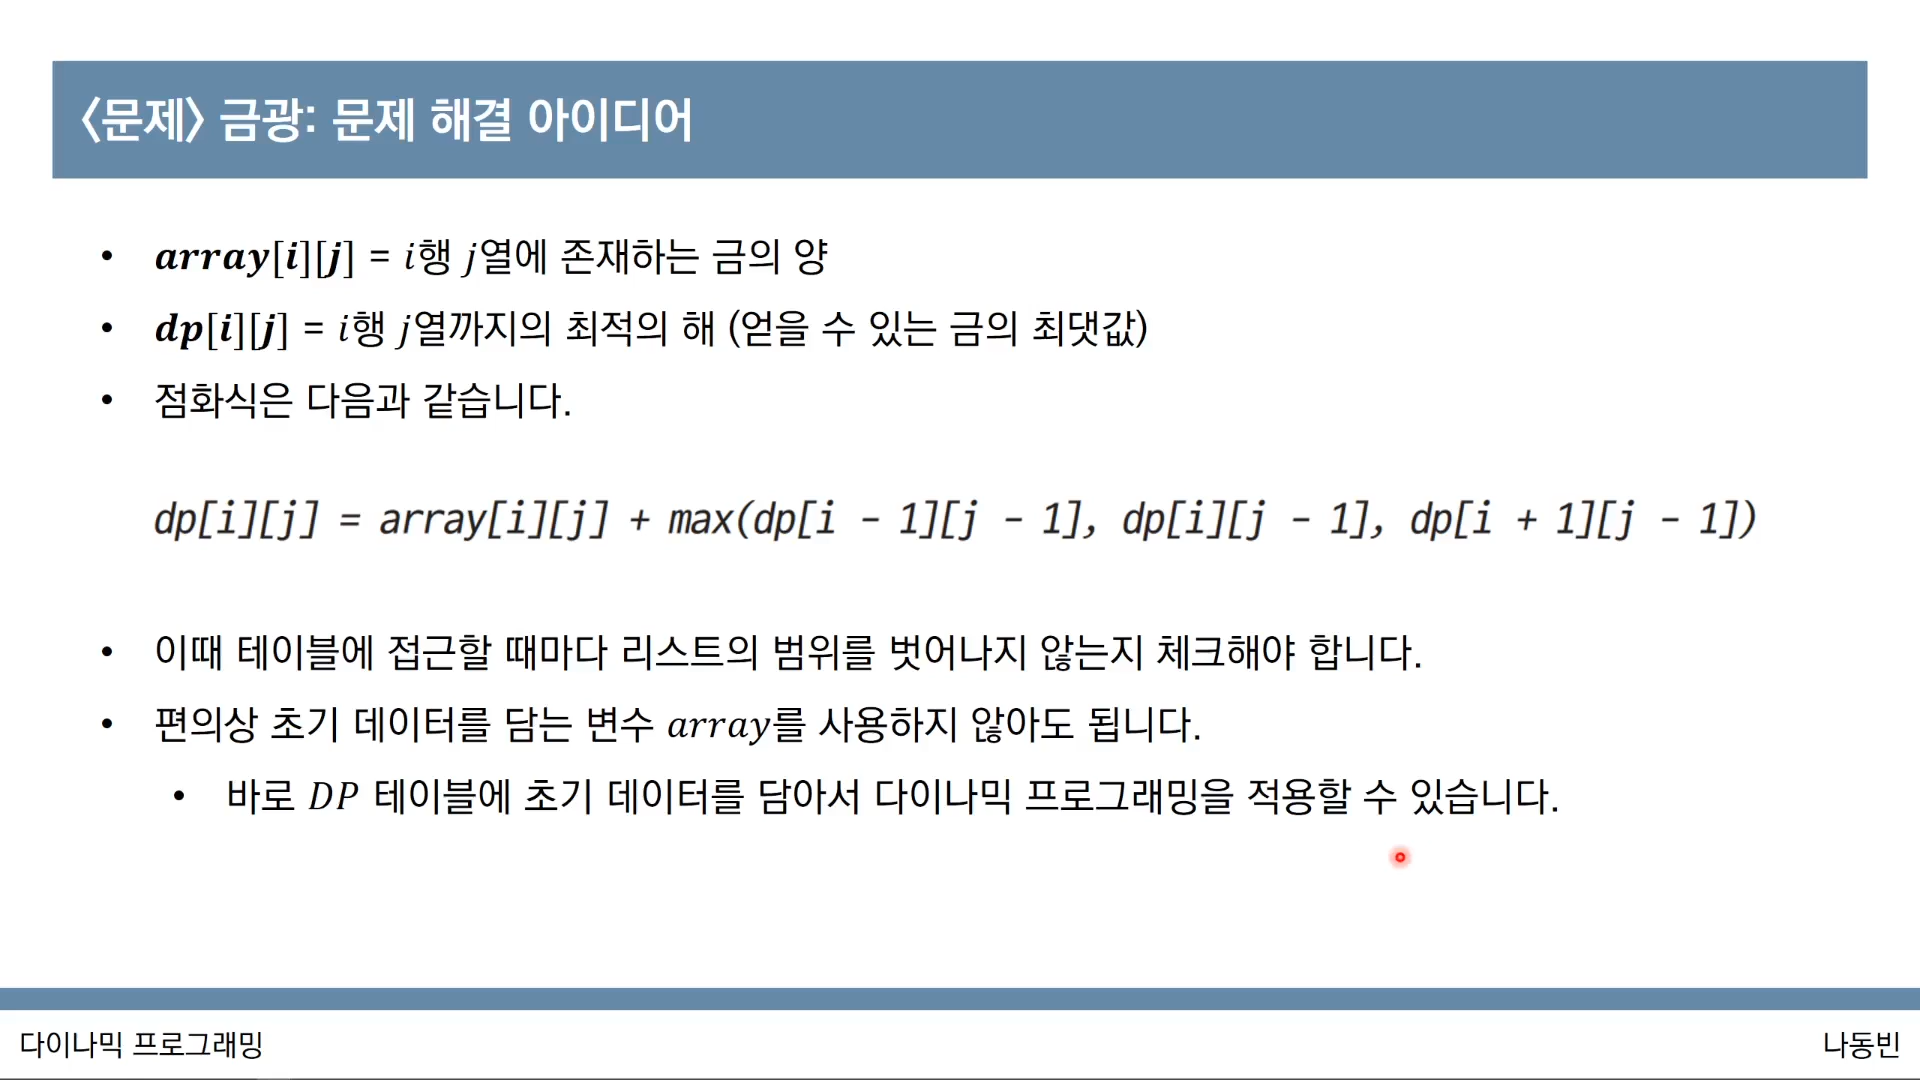 <문제> 금광: 문제 해결 아이디어
• array[i][j] = i행 j열에 존재하는 금의 양
• dp[i][j] = i행 j열까지의 최적의 해 (얻을 수 있는 금의 최댓값)
• 점화식은 다음과 같습니다.
dp[i][j] = array[i][j] + max(dp[i - 1][j - 1], dp[i][j - 1], dp[i + 1][j - 1])
• 이때 테이블에 접근할 때마다 리스트의 범위를 벗어나지 않는지 체크해야 합니다.
• 편의상 초기 데이터를 담는 변수 array를 사용하지 않아도 됩니다.
• 바로 DP 테이블에 초기 데이터를 담아서 다이나믹 프로그래밍을 적용할 수 있습니다.
다이나믹 프로그래밍
나동빈